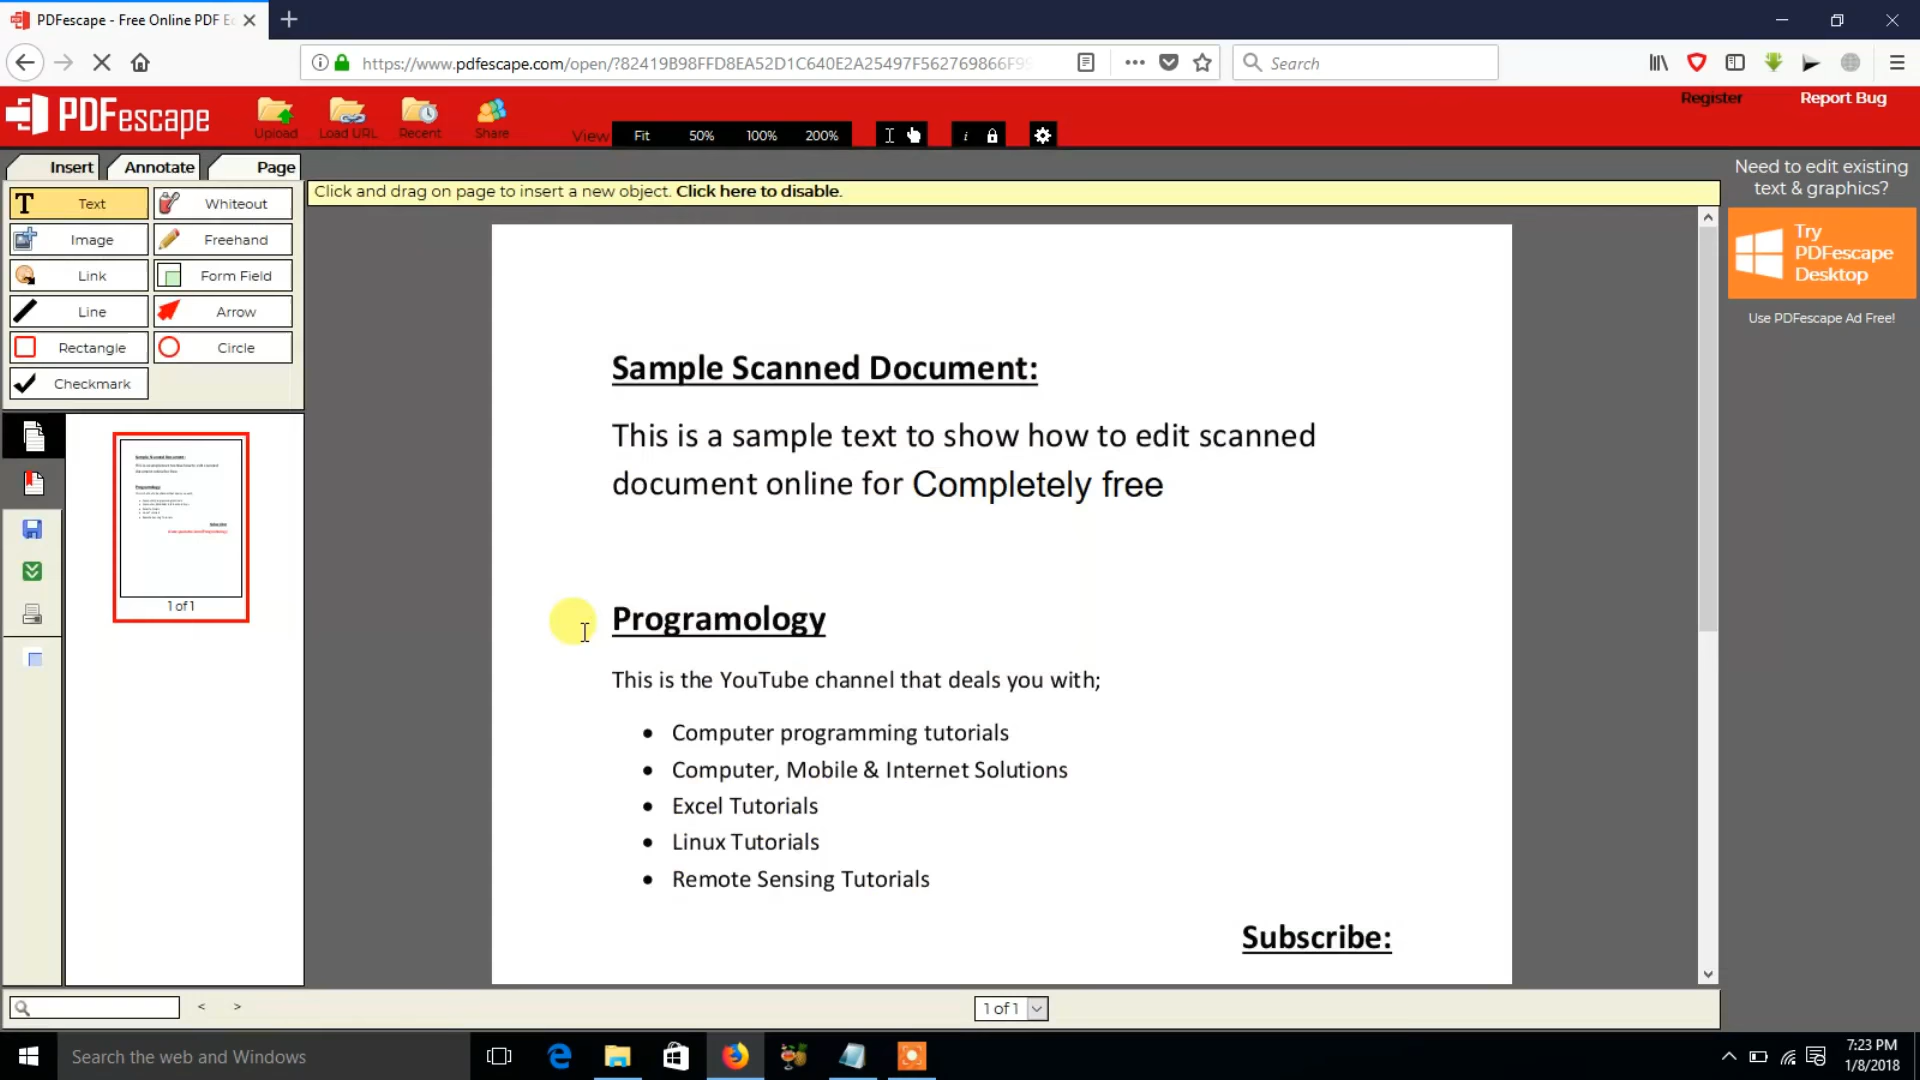 PDFescape - Free Online PDF E
https://www.pdfescape.com/open/?82419B98FFD8EA52D1C640E2A25497F562769866F9
Search
PDFescape
Upload
Load URL
Recent
Share
View
Fit
50%
100%
200%
Register
Report Bug
Insert
Annotate
Page
Click and drag on page to insert a new object. Click here to disable.
Text
Whiteout
Image
Freehand
Link
Form Field
Line
Arrow
Rectangle
Circle
Checkmark
Need to edit existing
text & graphics?
Try
PDFescape
Desktop
Use PDFescape Ad Free!
Sample Scanned Document:
This is a sample text to show how to edit scanned
document online for Completely free
Programology
This is the YouTube channel that deals you with;
• Computer programming tutorials
• Computer, Mobile & Internet Solutions
• Excel Tutorials
• Linux Tutorials
• Remote Sensing Tutorials
Subscribe:
1 of 1
< >
1 of 1
Search the web and Windows
7:23 PM
1/8/2018